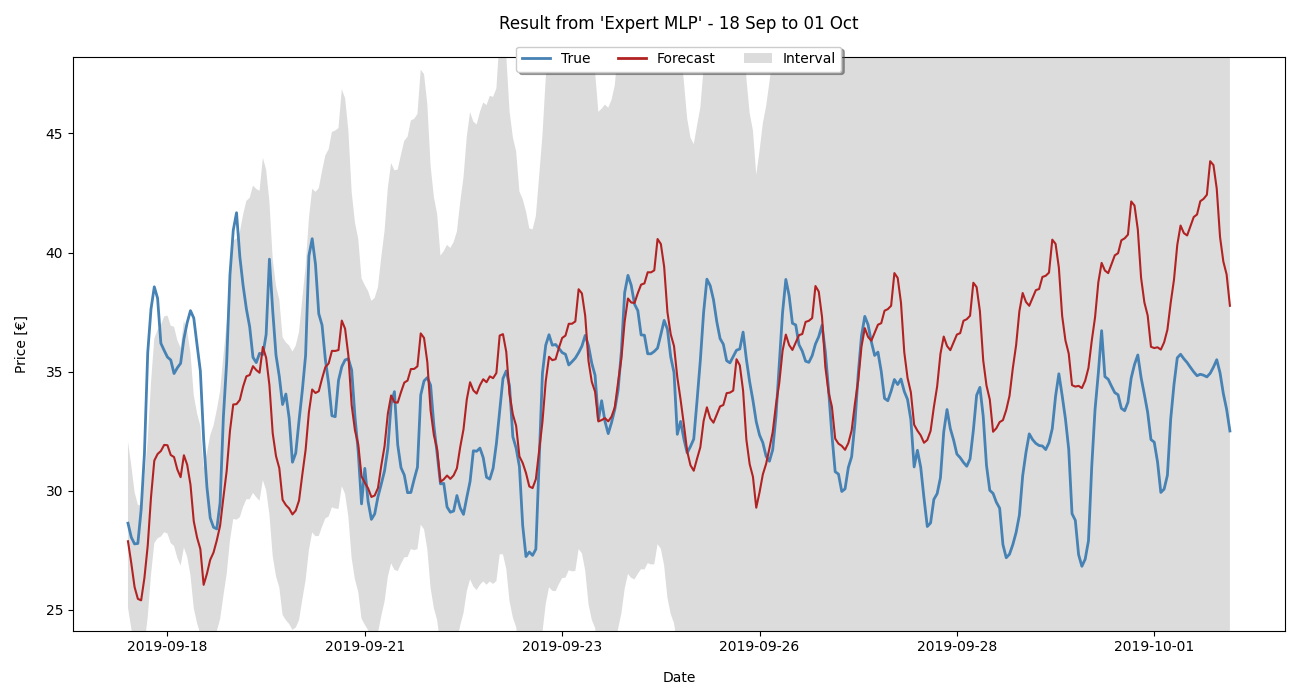 Result from 'Expert MLP' - 18 Sep to 01 Oct
True Forecast Interval
45
40
35
30
25
Price [€]
2019-09-18 2019-09-21 2019-09-23 2019-09-26 2019-09-28 2019-10-01
Date